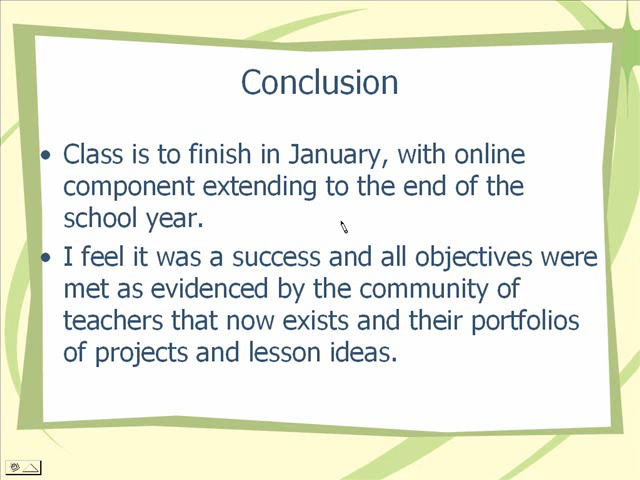 Conclusion
• Class is to finish in January, with online
component extending to the end of the
school year.
• I feel it was a success and all objectives were
met as evidenced by the community of
teachers that now exists and their portfolios
of projects and lesson ideas.